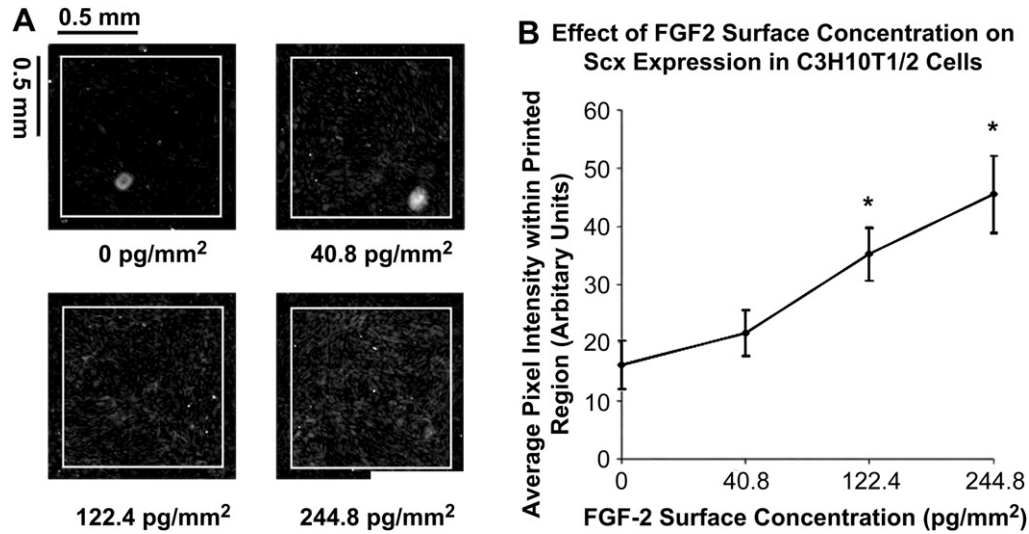 A
0.5 mm
0.5 mm
0 pg/mm²
40.8 pg/mm²
122.4 pg/mm²
244.8 pg/mm²
B Effect of FGF2 Surface Concentration on
Scx Expression in C3H10T1/2 Cells
Average Pixel Intensity within Printed
Region (Arbitary Units)
60
50
40
30
20
10
0
*
*
0 40.8 122.4 244.8
FGF-2 Surface Concentration (pg/mm²)